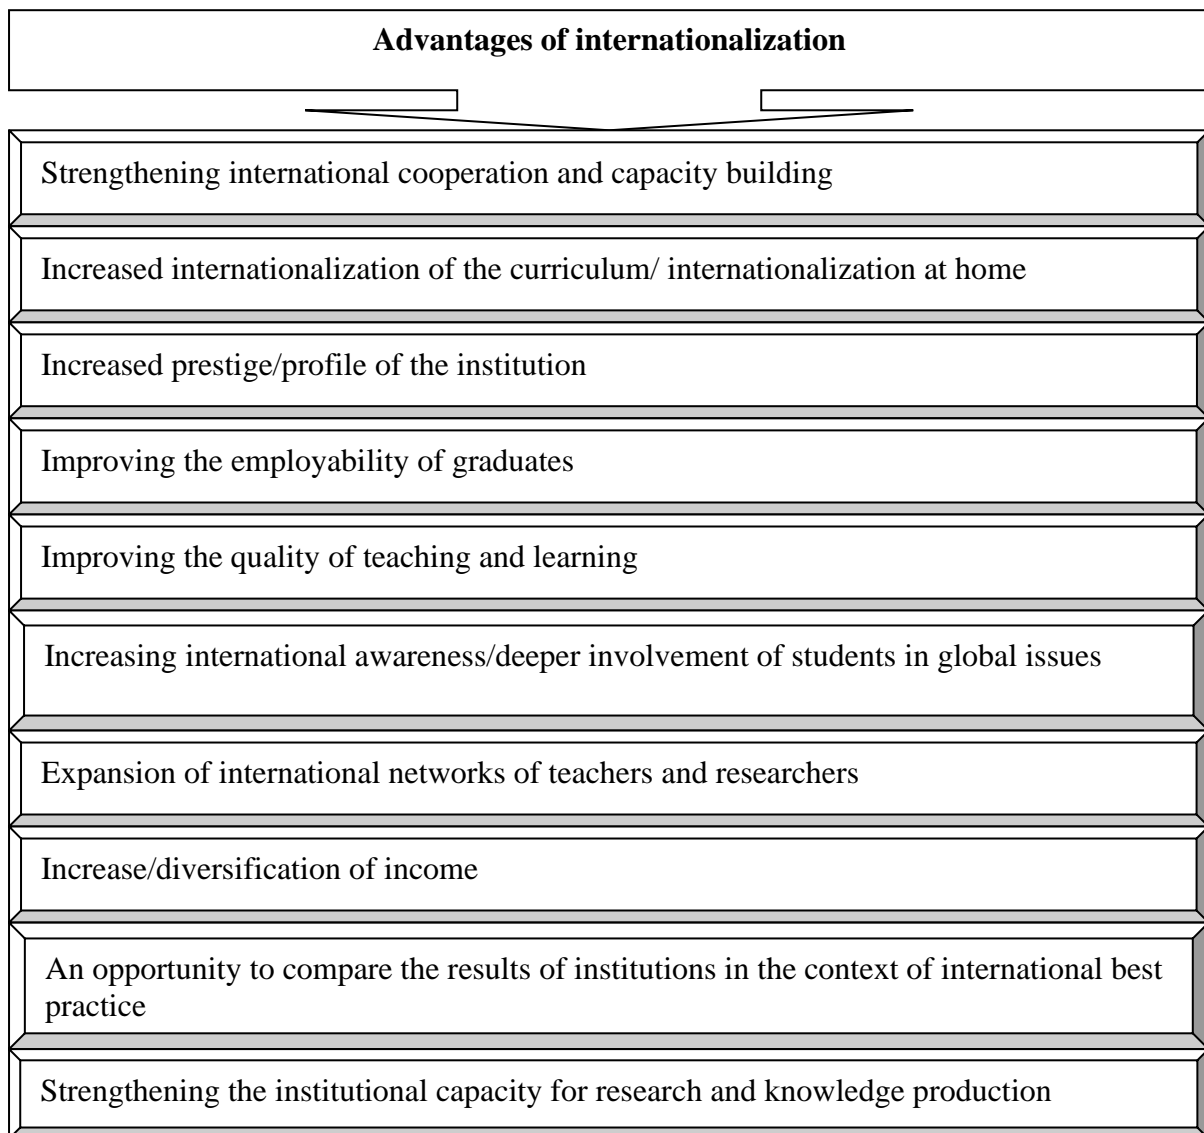 Advantages of internationalization
Strengthening international cooperation and capacity building
Increased internationalization of the curriculum/ internationalization at home
Increased prestige/profile of the institution
Improving the employability of graduates
Improving the quality of teaching and learning
Increasing international awareness/deeper involvement of students in global issues
Expansion of international networks of teachers and researchers
Increase/diversification of income
An opportunity to compare the results of institutions in the context of international best
practice
Strengthening the institutional capacity for research and knowledge production